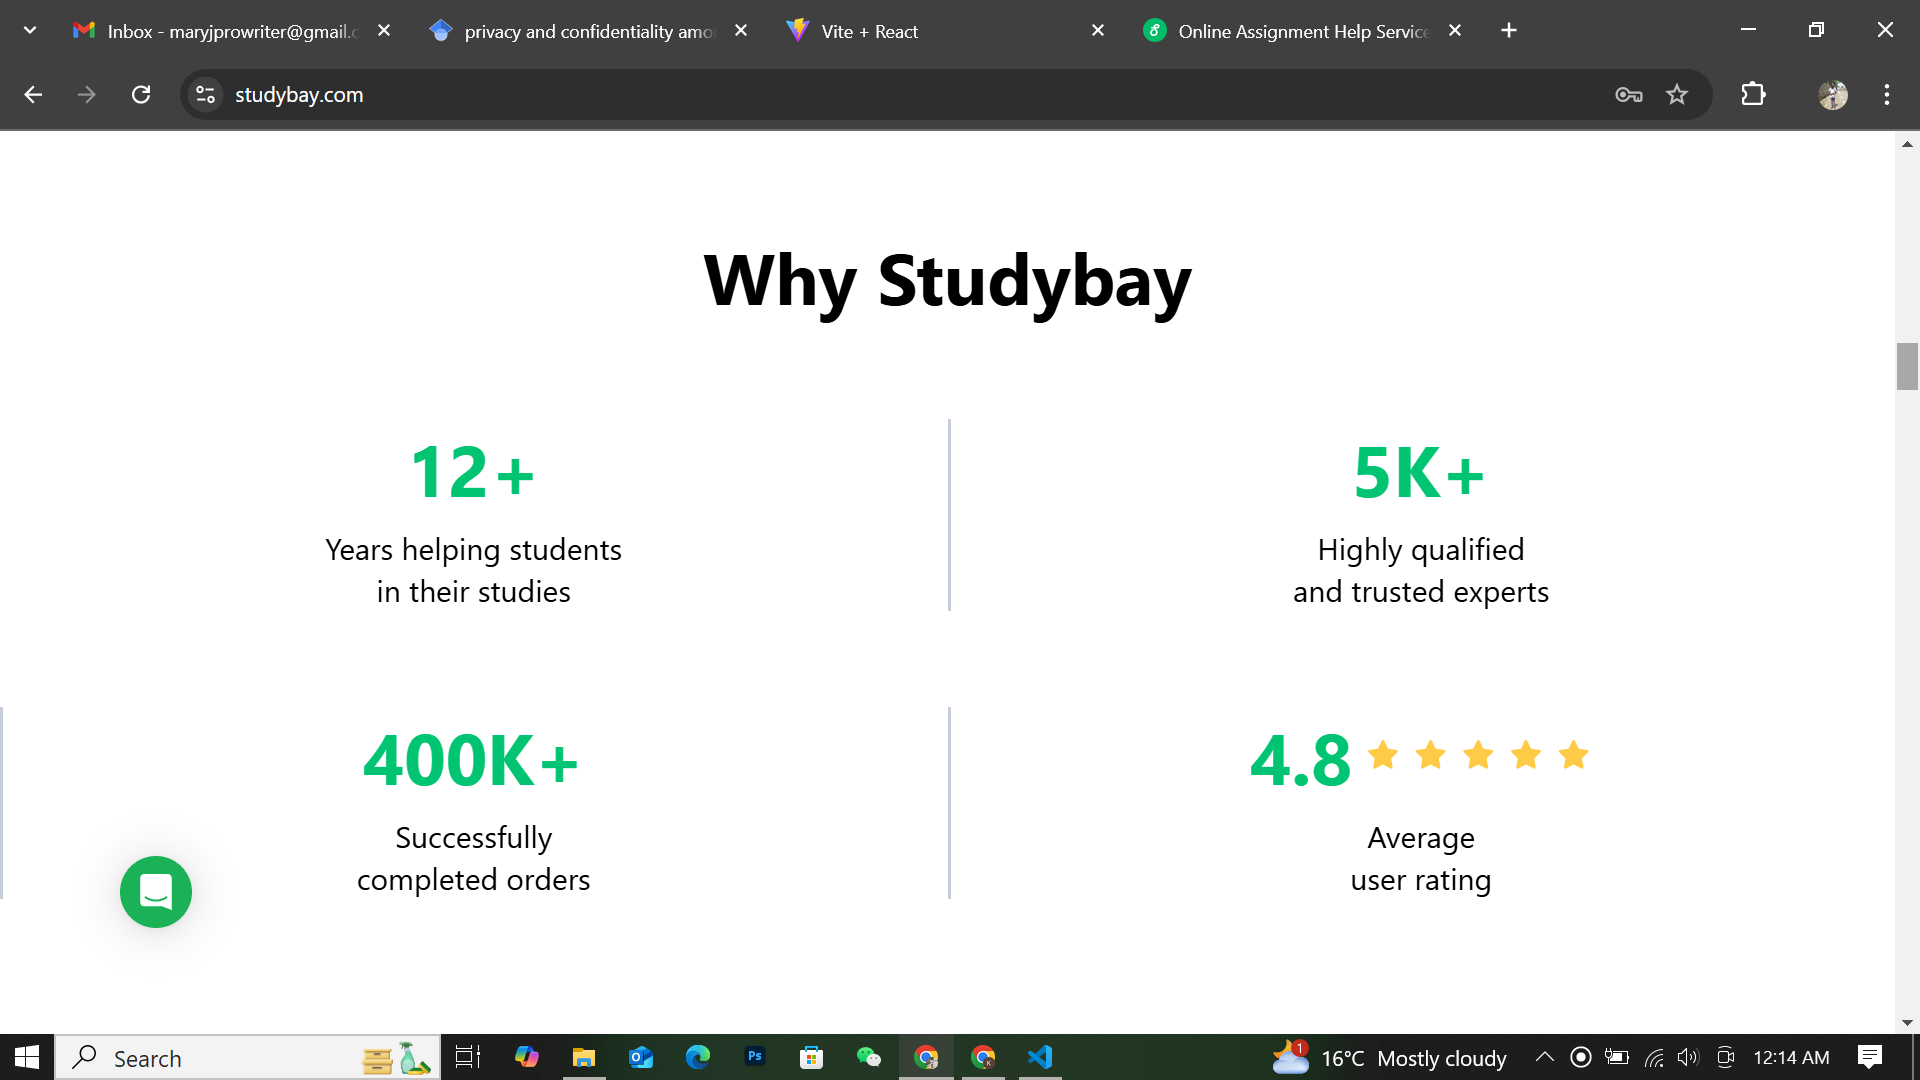 Inbox - maryjprowriter@gmail.c
privacy and confidentiality amo
Vite + React
Online Assignment Help Service
studybay.com
Why Studybay
12+
Years helping students
in their studies
5K+
Highly qualified
and trusted experts
400K+
Successfully
completed orders
4.8
Average
user rating
Search
Ps
1
16°C Mostly cloudy
12:14 AM